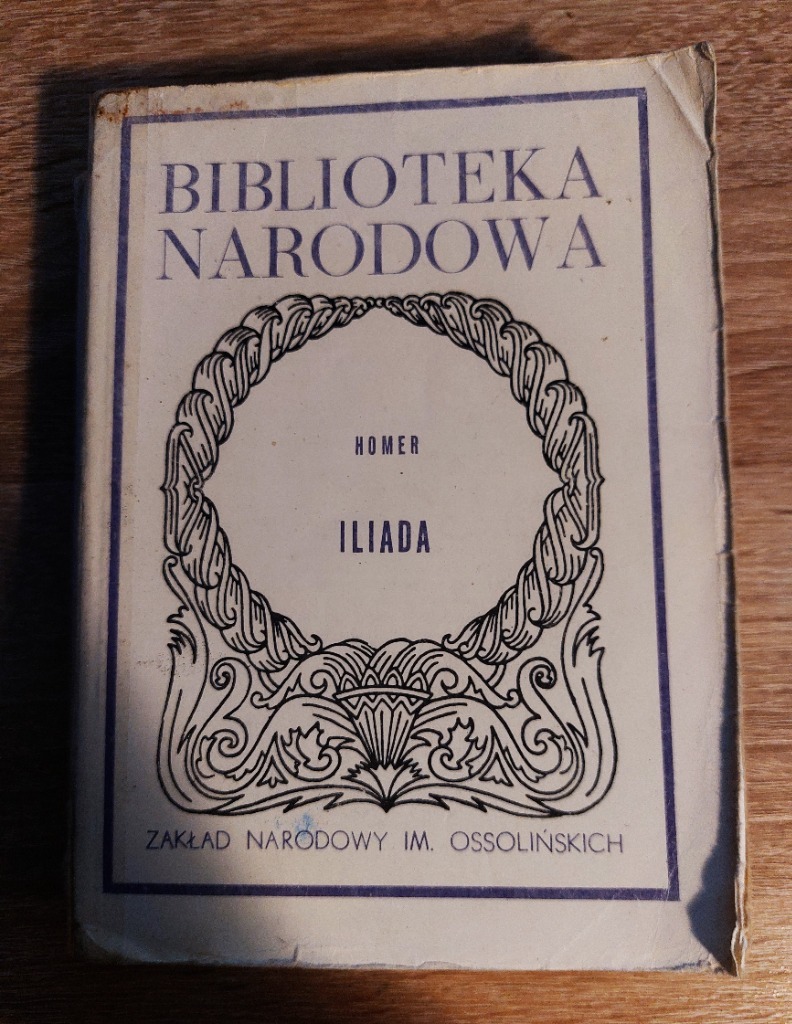 BIBLIOTEKA
NARODOWA
HOMER
ILIADA
ZAKŁAD NARODOWY IM. OSSOLIŃSKICH